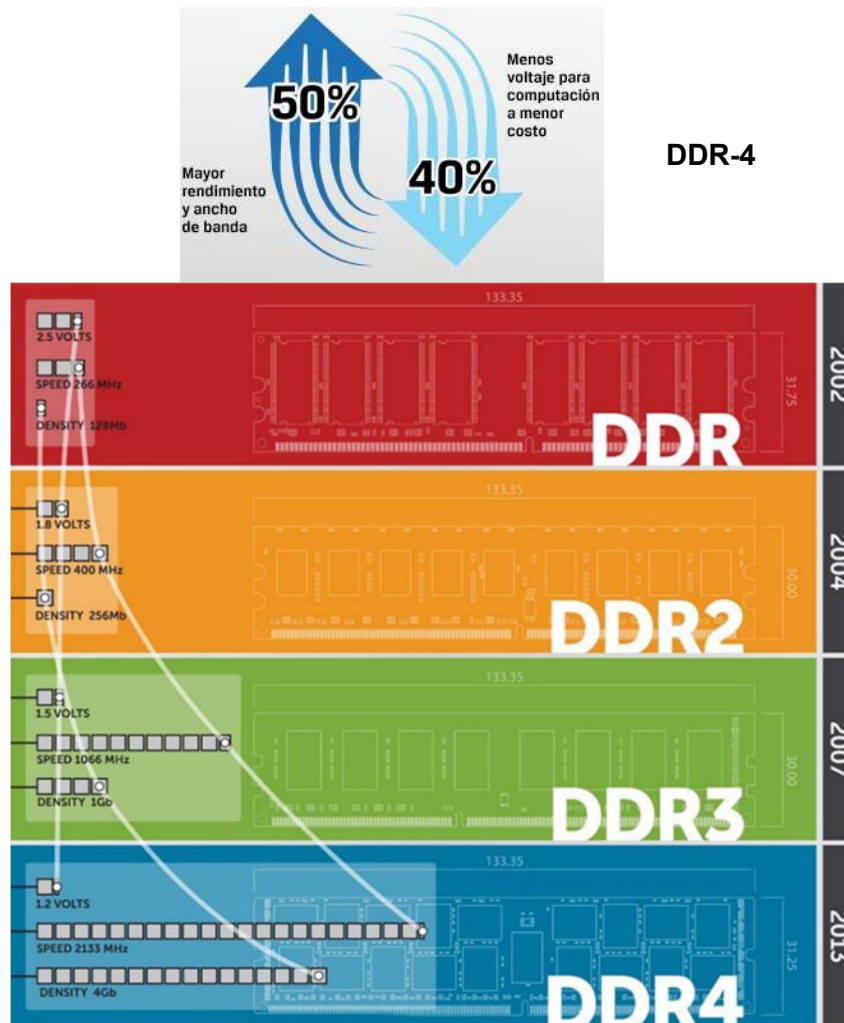 50%
Mayor
rendimiento
y ancho
de banda
Menos
voltaje para
computación
a menor
costo
40%
DDR-4
133.35
2.5 VOLTS
SPEED 266 MHz
DENSITY 128Mb
31.75
DDR
2002
133.35
1.8 VOLTS
SPEED 400 MHz
DENSITY 256Mb
30.00
DDR2
2004
133.35
1.5 VOLTS
SPEED 1066 MHz
DENSITY 1Gb
30.00
DDR3
2007
133.35
1.2 VOLTS
SPEED 2133 MHz
DENSITY 4Gb
31.25
DDR4
2013